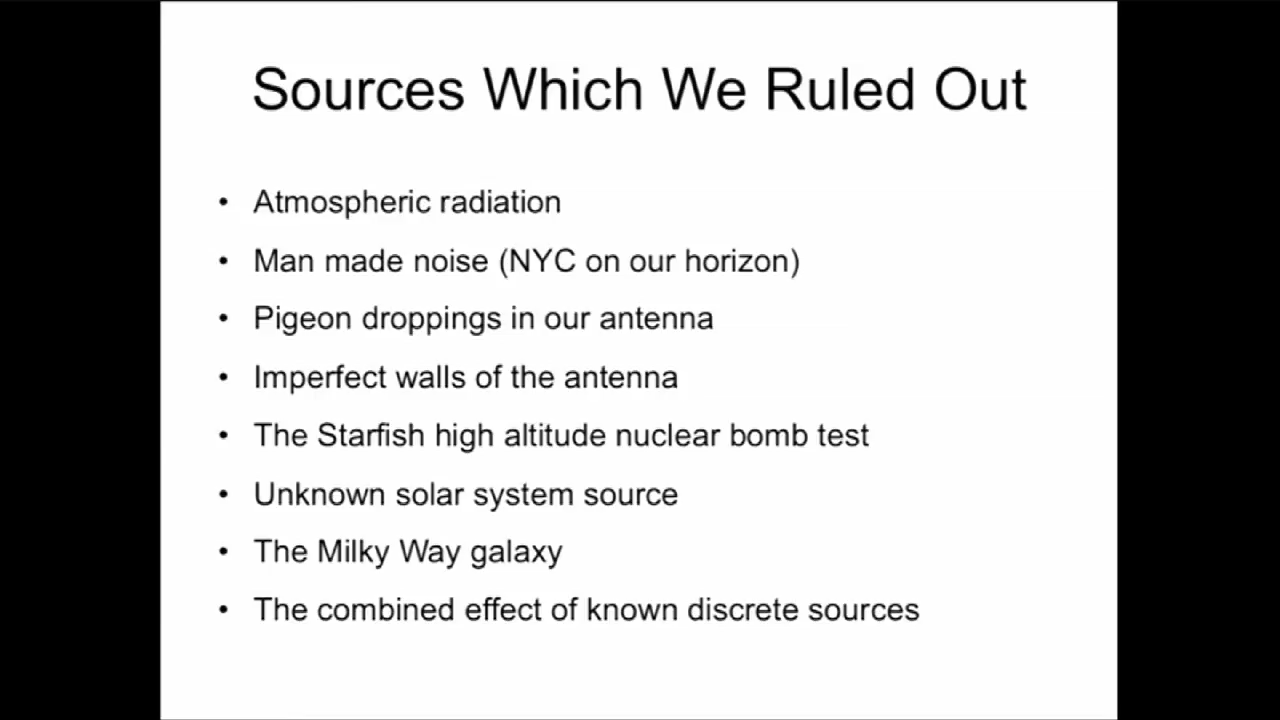 Sources Which We Ruled Out
• Atmospheric radiation
• Man made noise (NYC on our horizon)
• Pigeon droppings in our antenna
• Imperfect walls of the antenna
• The Starfish high altitude nuclear bomb test
• Unknown solar system source
• The Milky Way galaxy
• The combined effect of known discrete sources